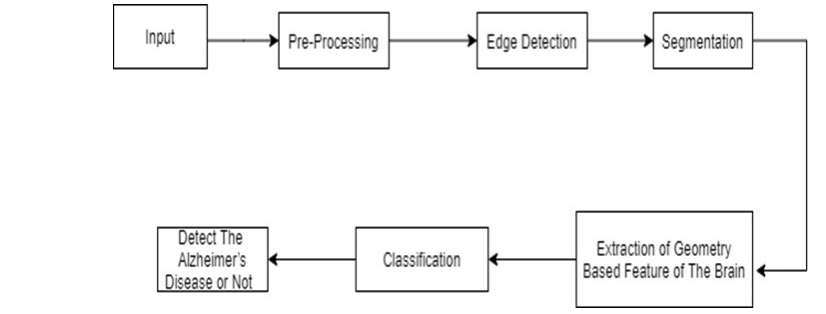 Input
Pre-Processing
Edge Detection
Segmentation
Extraction of Geometry
Based Feature of The Brain
Classification
Detect The
Alzheimer's
Disease or Not